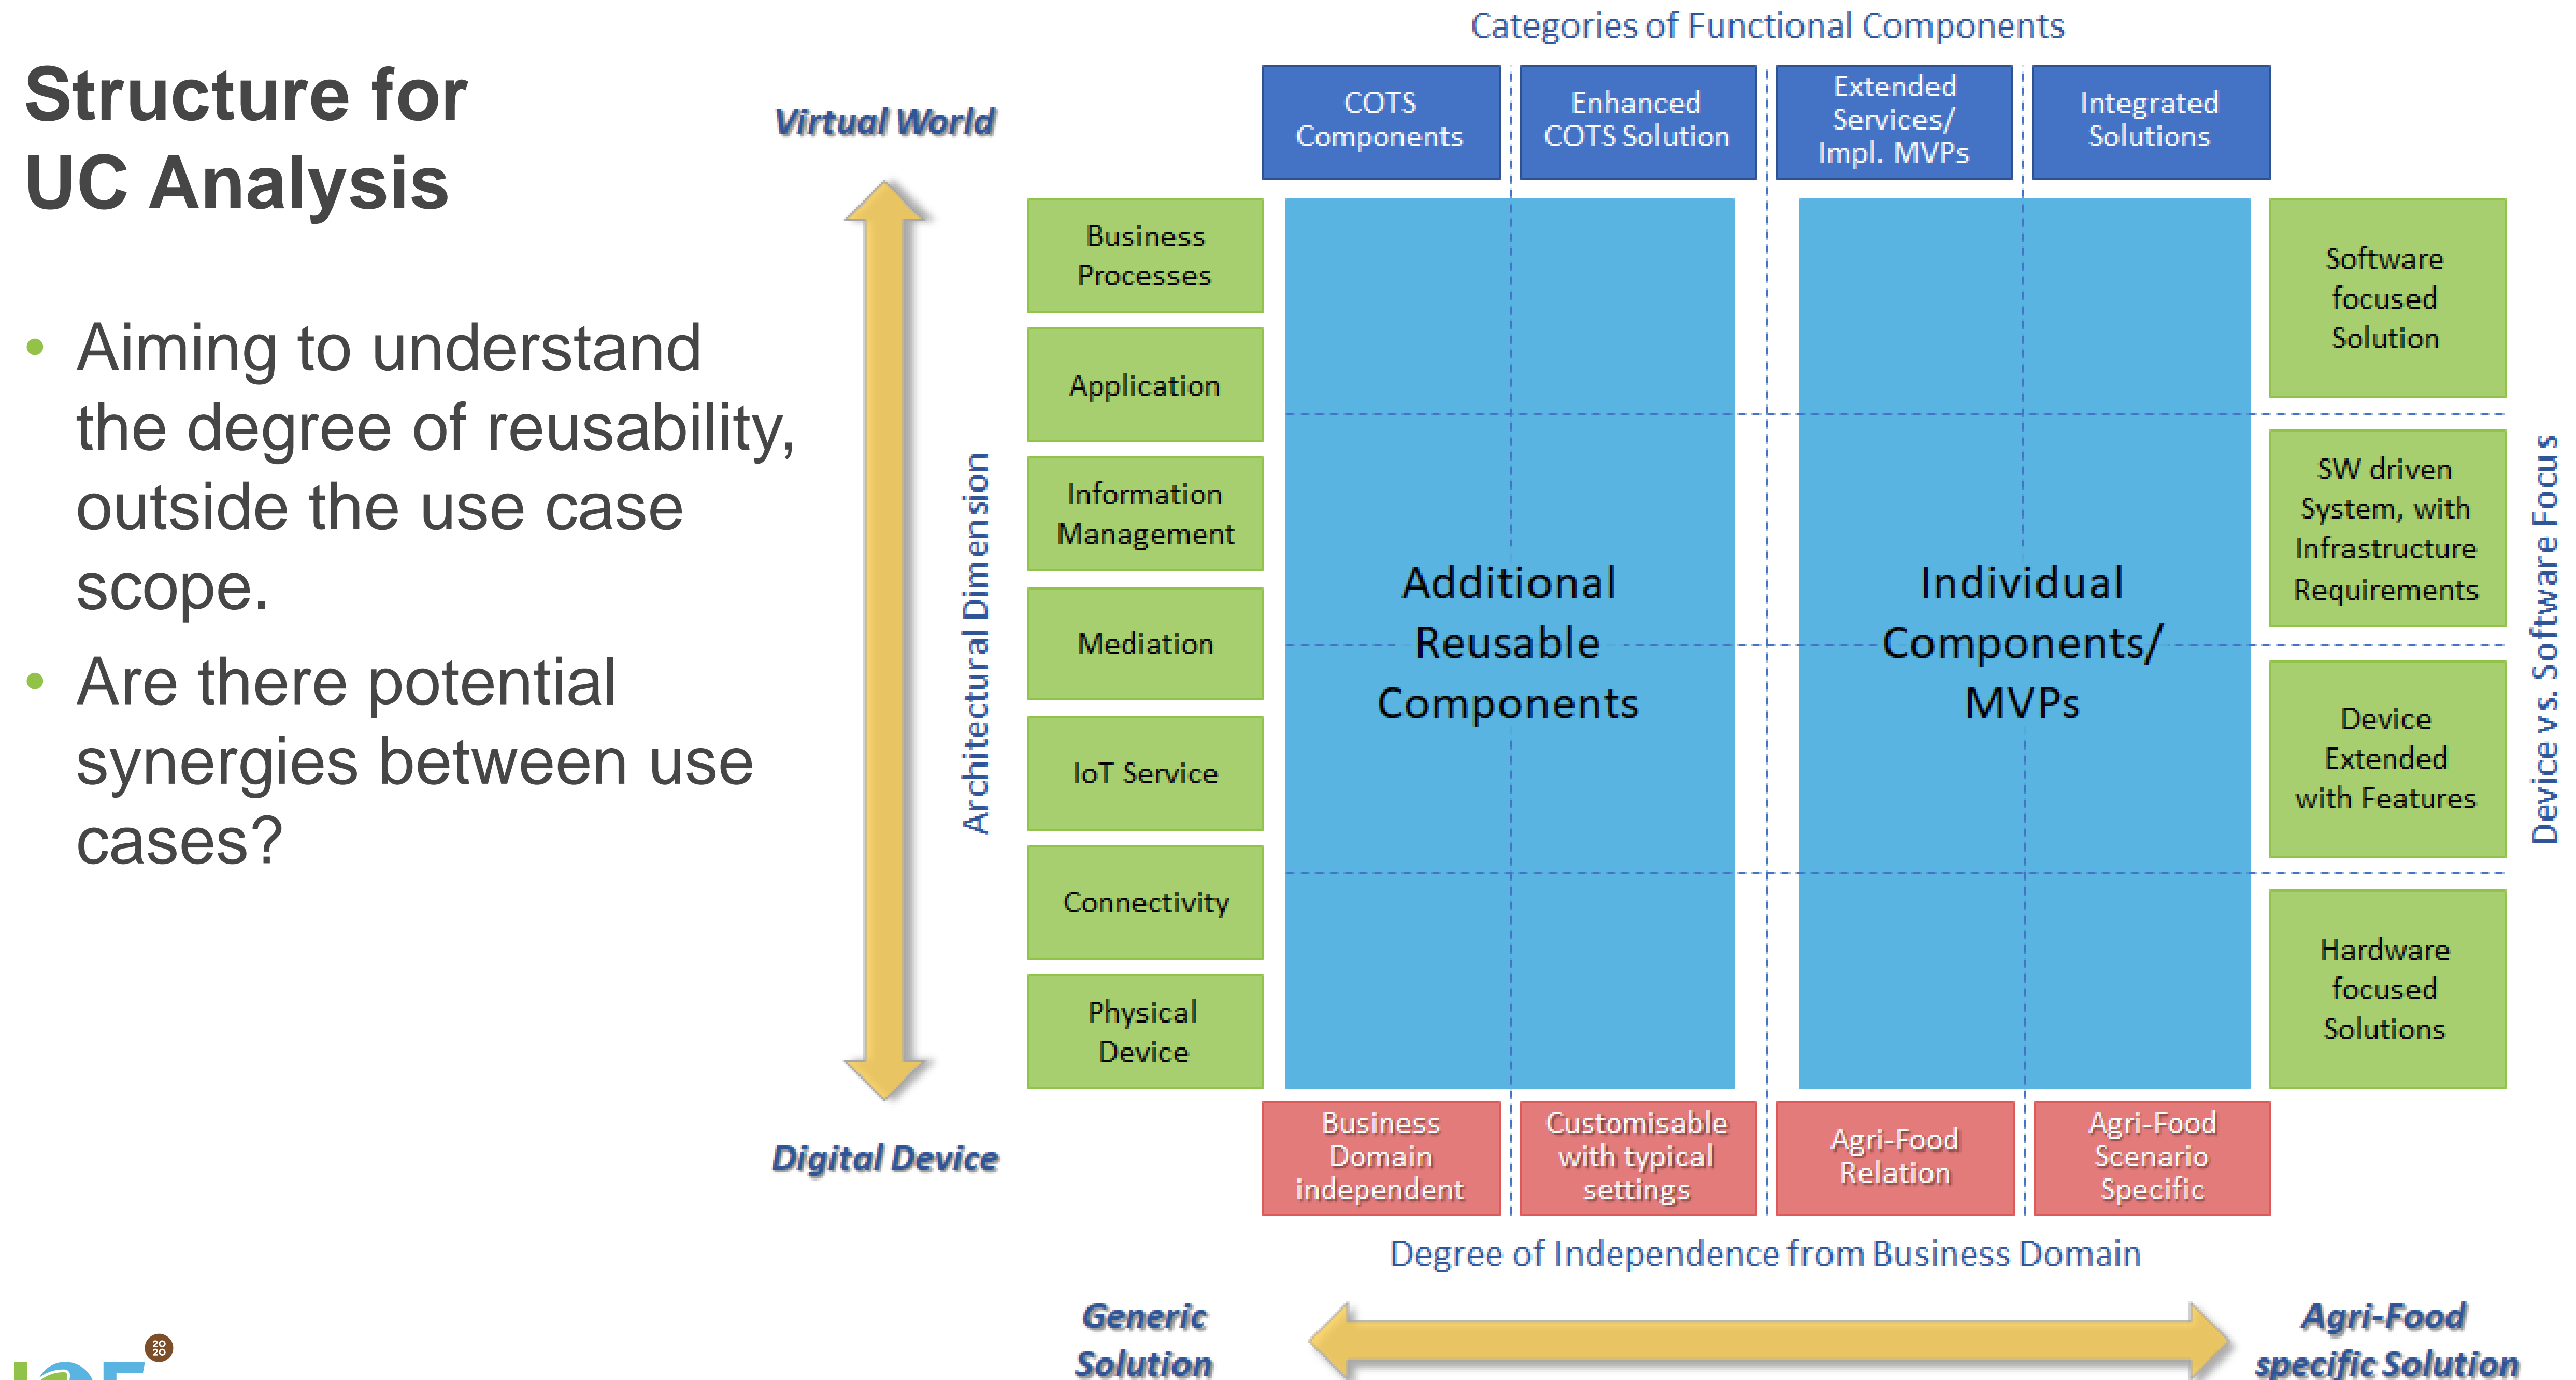 Structure for
UC Analysis
• Aiming to understand
the degree of reusability,
outside the use case
scope.
• Are there potential
synergies between use
cases?
Categories of Functional Components
Virtual World
COTS
Components
Enhanced
COTS Solution
Extended
Services/
Impl. MVPs
Integrated
Solutions
Architectural Dimension
Business
Processes
Application
Information
Management
Mediation
IoT Service
Connectivity
Physical
Device
Additional
Reusable
Components
Individual
Components/
MVPs
Software
focused
Solution
SW driven
System, with
Infrastructure
Requirements
Device
Extended
with Features
Hardware
focused
Solutions
Device vs. Software Focus
Digital Device
Business
Domain
independent
Customisable
with typical
settings
Agri-Food
Relation
Agri-Food
Scenario
Specific
Degree of Independence from Business Domain
Generic
Solution
Agri-Food
specific Solution
20
20